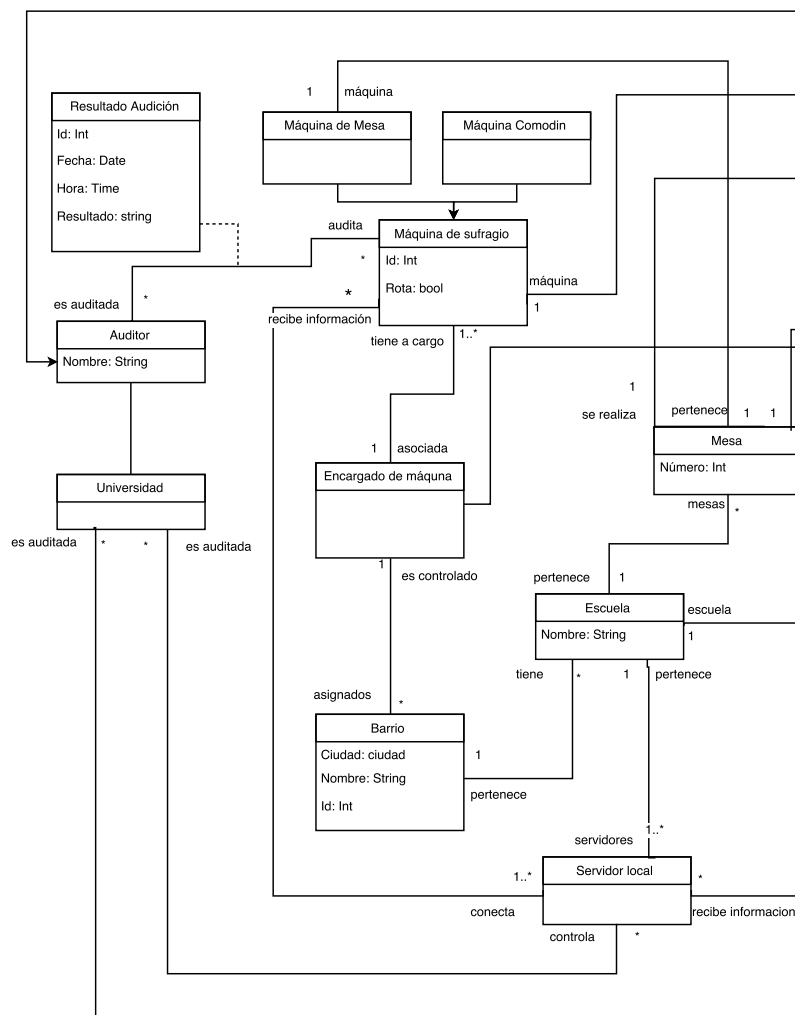 1
máquina
Resultado Audición
Id: Int
Fecha: Date
Hora: Time
Resultado: string
Máquina de Mesa
Máquina Comodin
audita
*
Máquina de sufragio
Id: Int
Rota: bool
máquina
1
es auditada
*
*
recibe información
tiene a cargo
1..*
Auditor
Nombre: String
1
se realiza
pertenece
1
1
Mesa
Número: Int
mesas
*
1
asociada
Encargado de máquna
Universidad
es auditada
*
*
es auditada
1
es controlado
pertenece
1
Escuela
Nombre: String
escuela
1
tiene
*
1
pertenece
asignados
*
Barrio
Ciudad: ciudad
Nombre: String
Id: Int
1
pertenece
1..*
servidores
1..*
Servidor local
*
conecta
recibe informacion
controla
*